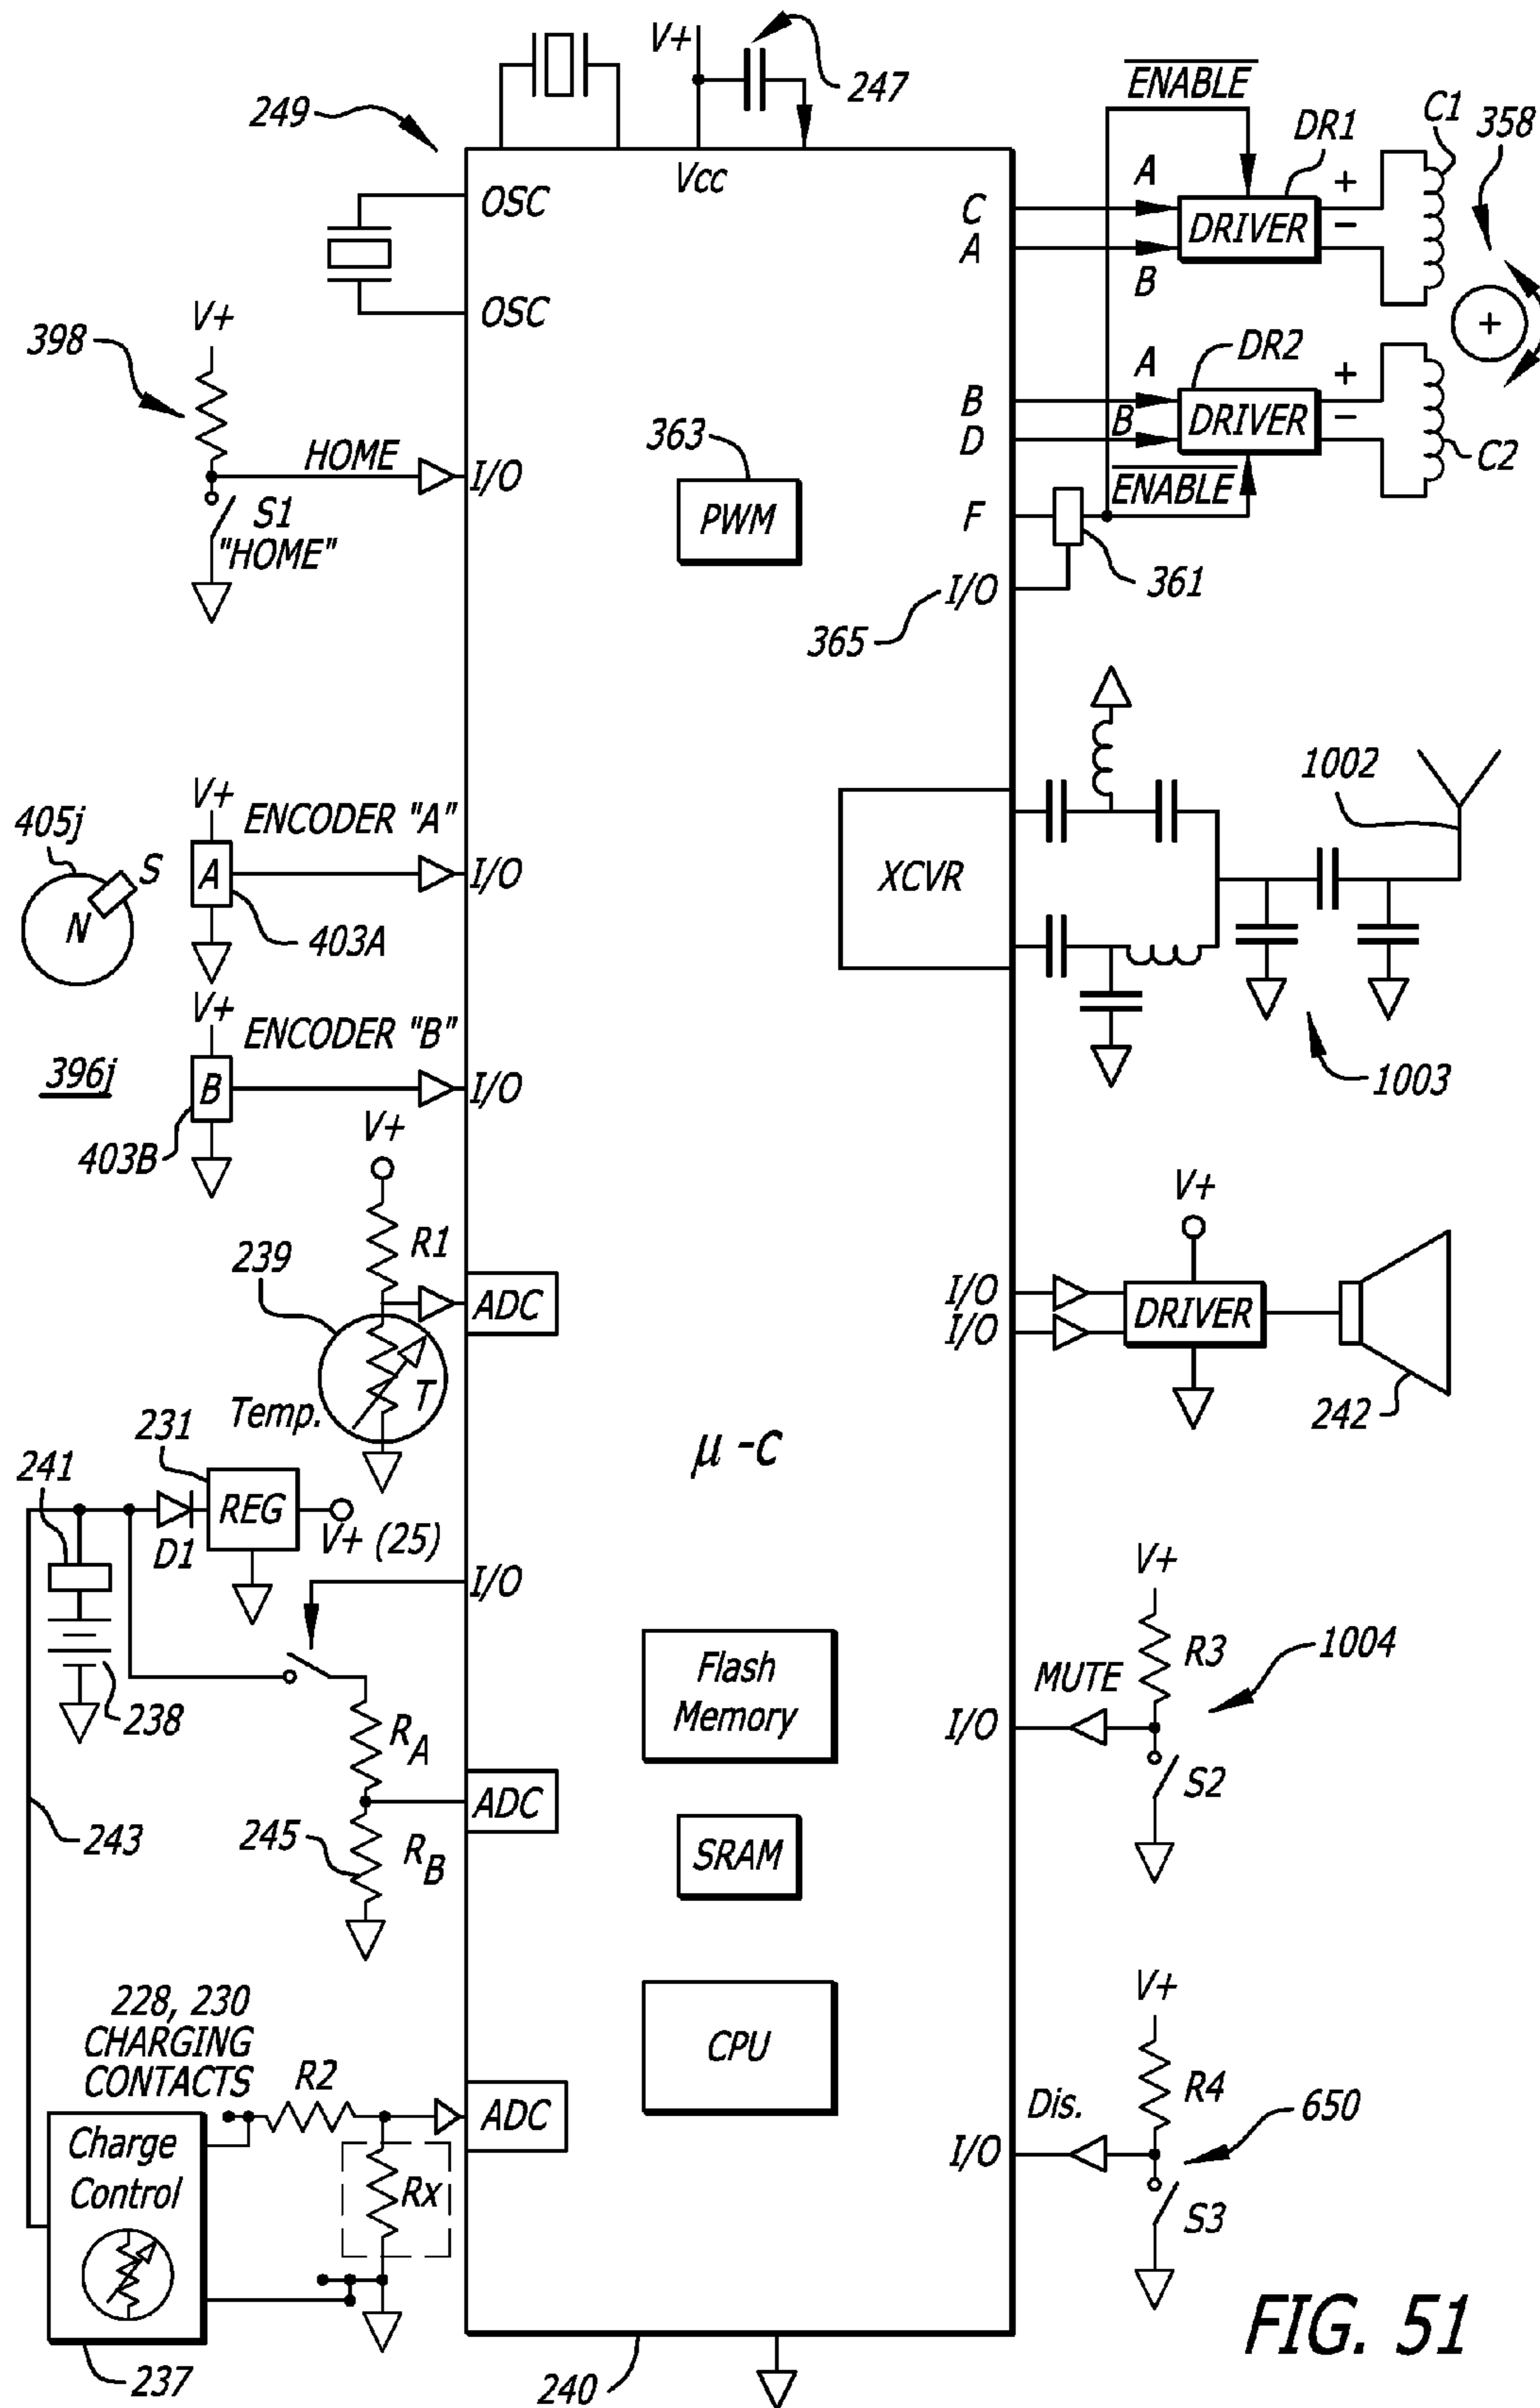 V+
247
ENABLE
249
DR1
C1
358
OSC
Vcc
C
A
DRIVER
+
A
B
-
OSC
V+
398
DR2
+
A
B
DRIVER
+
-
D
B
C2
363
HOME
I/O
PWM
S1
"HOME"
F
ENABLE
361
I/O
365
1002
V+
ENCODER "A"
405j
S
A
I/O
XCVR
N
403A
V+
ENCODER "B"
396j
B
I/O
1003
403B
V+
V+
R1
239
ADC
I/O
I/O
DRIVER
T
Temp.
242
231
μ-c
241
REG
D1
V+ (25)
V+
I/O
Flash
Memory
1004
R3
MUTE
238
RA
I/O
S2
ADC
243
245
RB
SRAM
228, 230
CHARGING
CONTACTS
V+
R2
CPU
R4
Dis.
650
Charge
Control
ADC
I/O
Rx
S3
237
240
FIG. 51